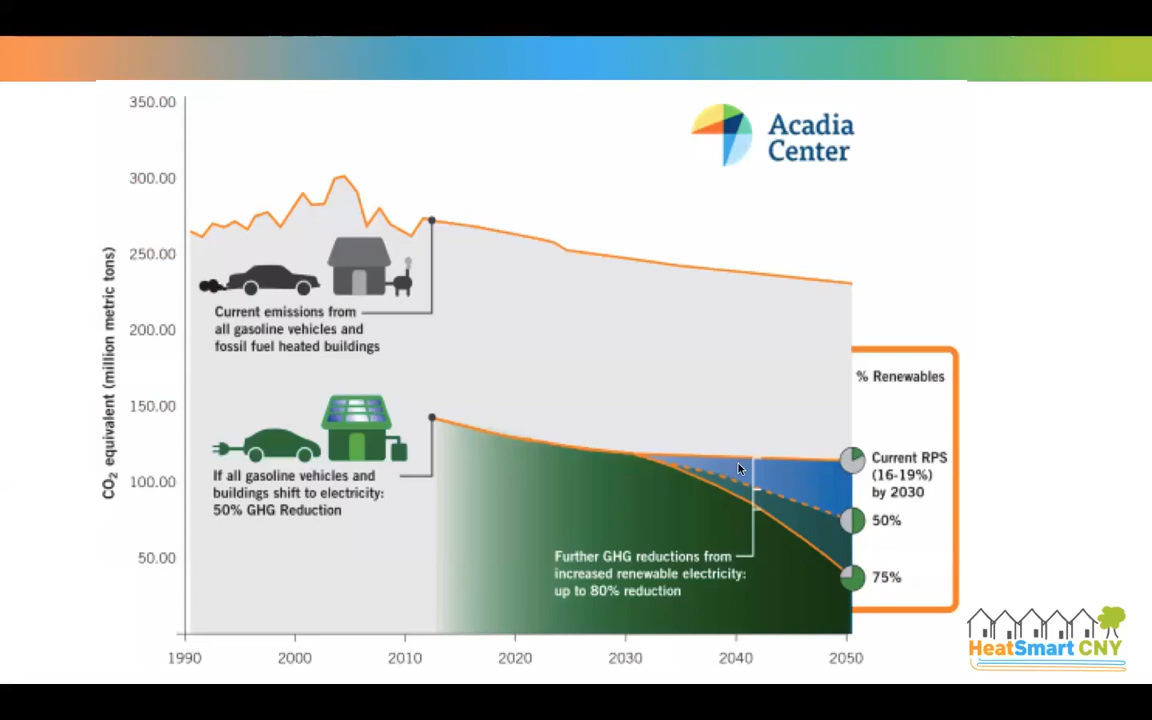 350.00
Acadia
Center
300.00
250.00
200.00
150.00
100.00
50.00
CO2 equivalent (million metric tons)
Current emissions from
all gasoline vehicles and
fossil fuel heated buildings
If all gasoline vehicles and
buildings shift to electricity:
50% GHG Reduction
Further GHG reductions from
increased renewable electricity:
up to 80% reduction
% Renewables
Current RPS
(16-19%)
by 2030
50%
75%
1990 2000 2010 2020 2030 2040 2050
HeatSmart CNY